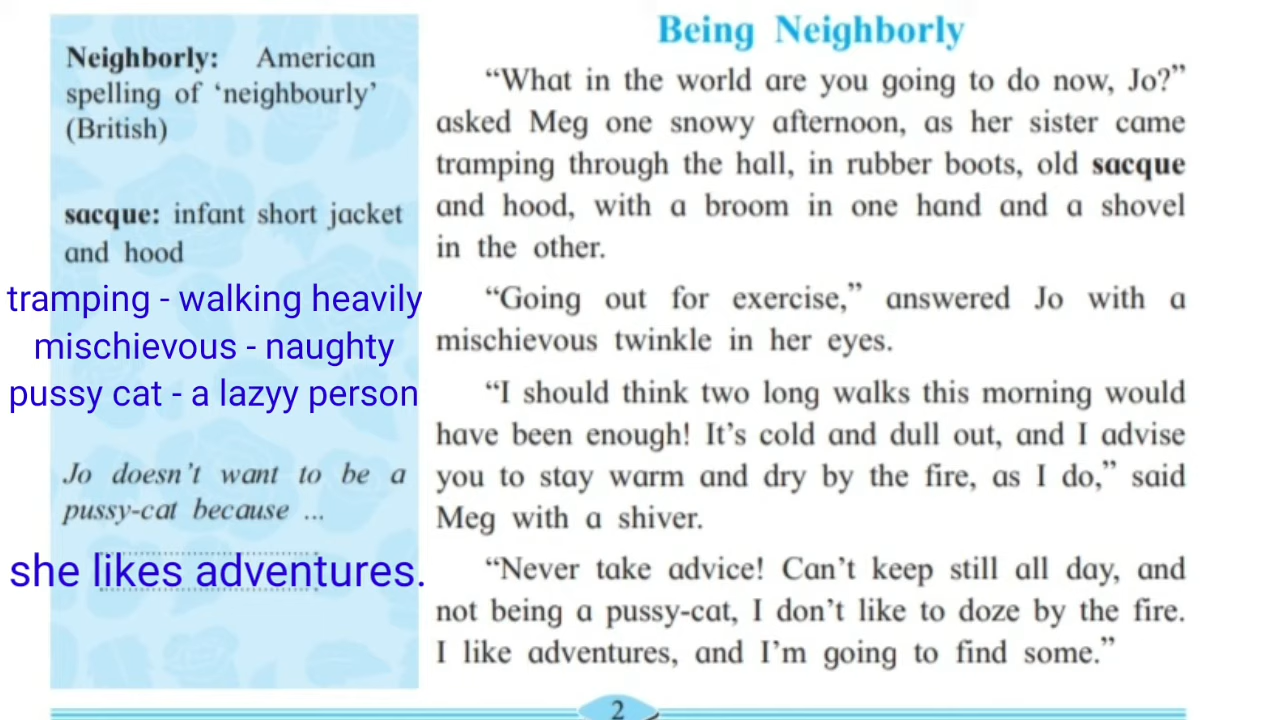 Being Neighborly
Neighborly: American
spelling of ‘neighbourly’
(British)
sacque: infant short jacket
and hood
tramping - walking heavily
mischievous - naughty
pussy cat - a lazyy person
Jo doesn’t want to be a
pussy-cat because ...
she likes adventures.
“What in the world are you going to do now, Jo?”
asked Meg one snowy afternoon, as her sister came
tramping through the hall, in rubber boots, old sacque
and hood, with a broom in one hand and a shovel
in the other.
“Going out for exercise,” answered Jo with a
mischievous twinkle in her eyes.
“I should think two long walks this morning would
have been enough! It’s cold and dull out, and I advise
you to stay warm and dry by the fire, as I do,” said
Meg with a shiver.
“Never take advice! Can’t keep still all day, and
not being a pussy-cat, I don’t like to doze by the fire.
I like adventures, and I’m going to find some.”
2